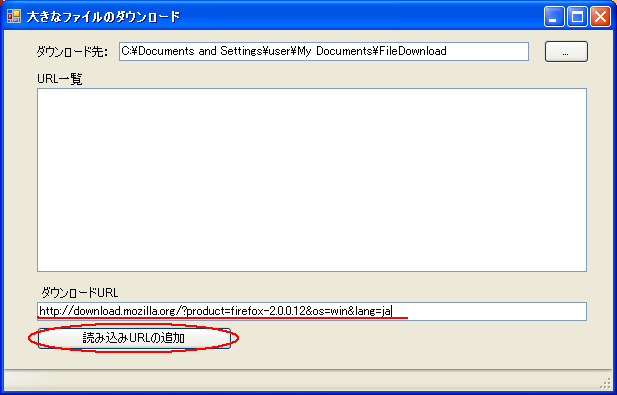 大きなファイルのダウンロード
ダウンロード先: C:¥Documents and Settings¥user¥My Documents¥FileDownload ...
URL一覧
ダウンロードURL
http://download.mozilla.org/?product=firefox-2.0.0.12&os=win&lang=ja
読み込みURLの追加